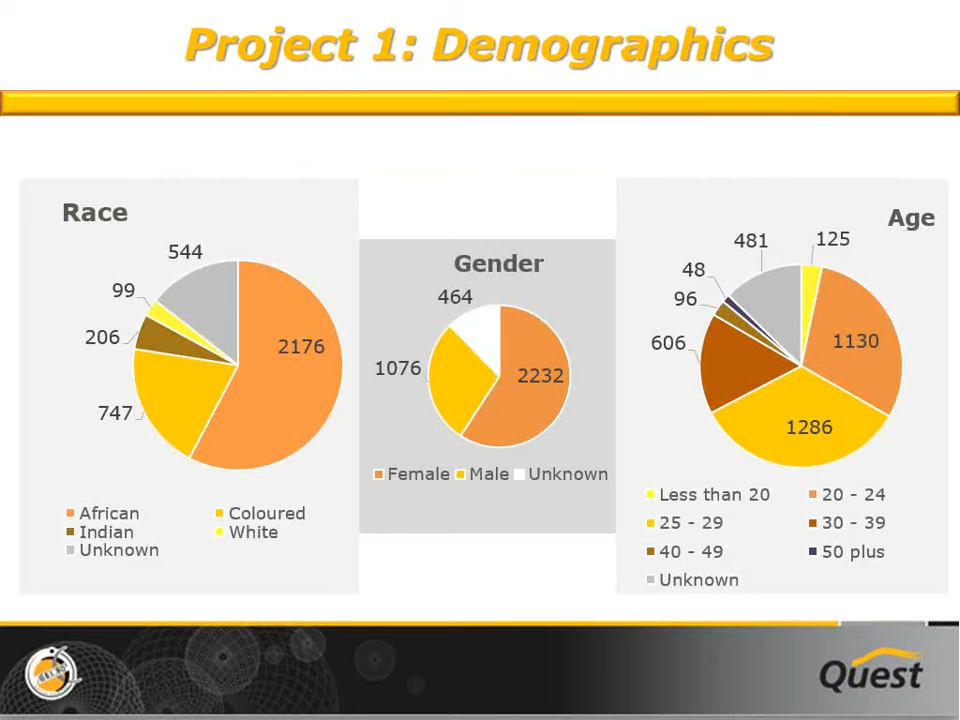 Project 1: Demographics
Race
544
99
206
747
2176
African
Coloured
Indian
White
Unknown
Gender
464
1076
2232
Female Male Unknown
Age
481
125
48
96
606
1130
1286
Less than 20
20 - 24
25 - 29
30 - 39
40 - 49
50 plus
Unknown
Quest